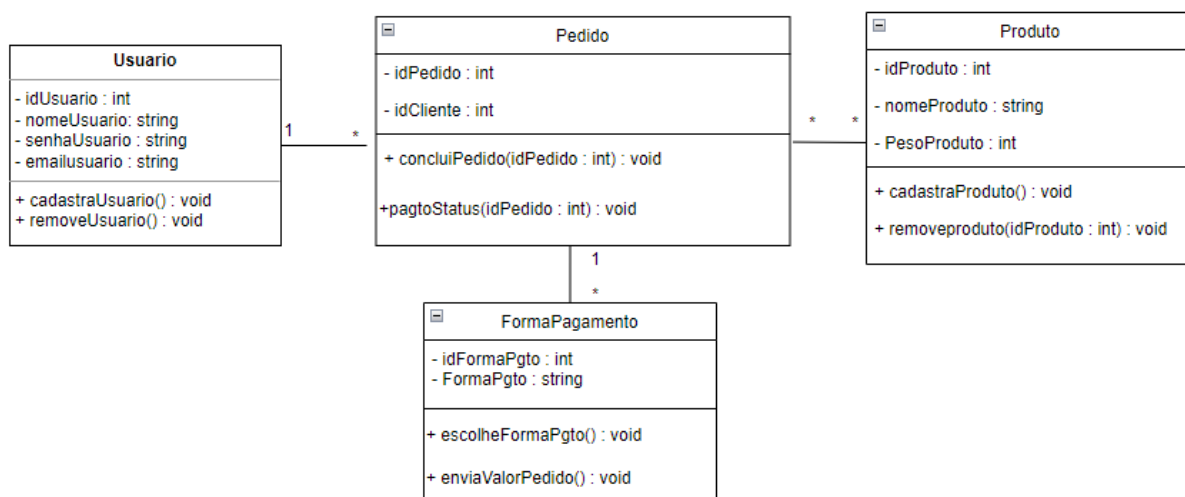 Usuario
- idUsuario : int
- nomeUsuario: string
- senhaUsuario : string
- emailusuario : string
+ cadastraUsuario() : void
+ removeUsuario() : void
1
*
Pedido
- idPedido : int
- idCliente : int
+ concluiPedido(idPedido : int) : void
+pagtoStatus(idPedido : int) : void
*
*
Produto
- idProduto : int
- nomeProduto : string
- PesoProduto : int
+ cadastraProduto() : void
+ removeproduto(idProduto : int) : void
1
*
FormaPagamento
- idFormaPgto : int
- FormaPgto : string
+ escolheFormaPgto() : void
+ enviaValorPedido() : void